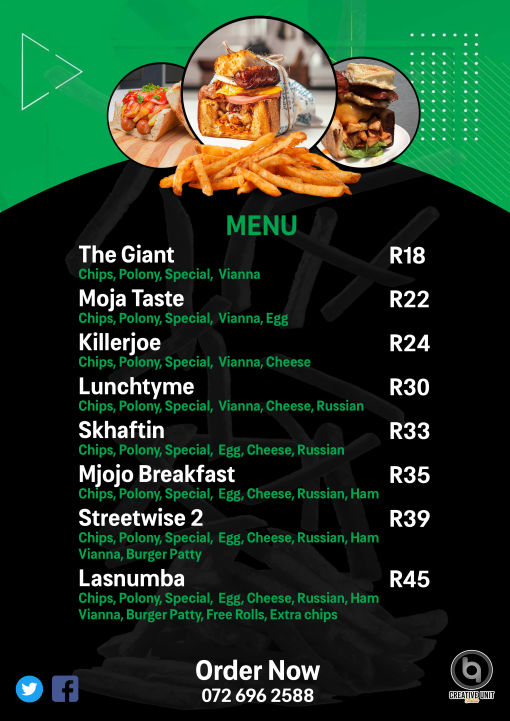 MENU
The Giant R18
Chips, Polony, Special, Vianna
Moja Taste R22
Chips, Polony, Special, Vianna, Egg
Killerjoe R24
Chips, Polony, Special, Vianna, Cheese
Lunchtyme R30
Chips, Polony, Special, Vianna, Cheese, Russian
Skhaftin R33
Chips, Polony, Special, Egg, Cheese, Russian
Mjojo Breakfast R35
Chips, Polony, Special, Egg, Cheese, Russian, Ham
Streetwise 2 R39
Chips, Polony, Special, Egg, Cheese, Russian, Ham
Vianna, Burger Patty
Lasnumba R45
Chips, Polony, Special, Egg, Cheese, Russian, Ham
Vianna, Burger Patty, Free Rolls, Extra chips
Order Now
072 696 2588
CREATIVE UNIT